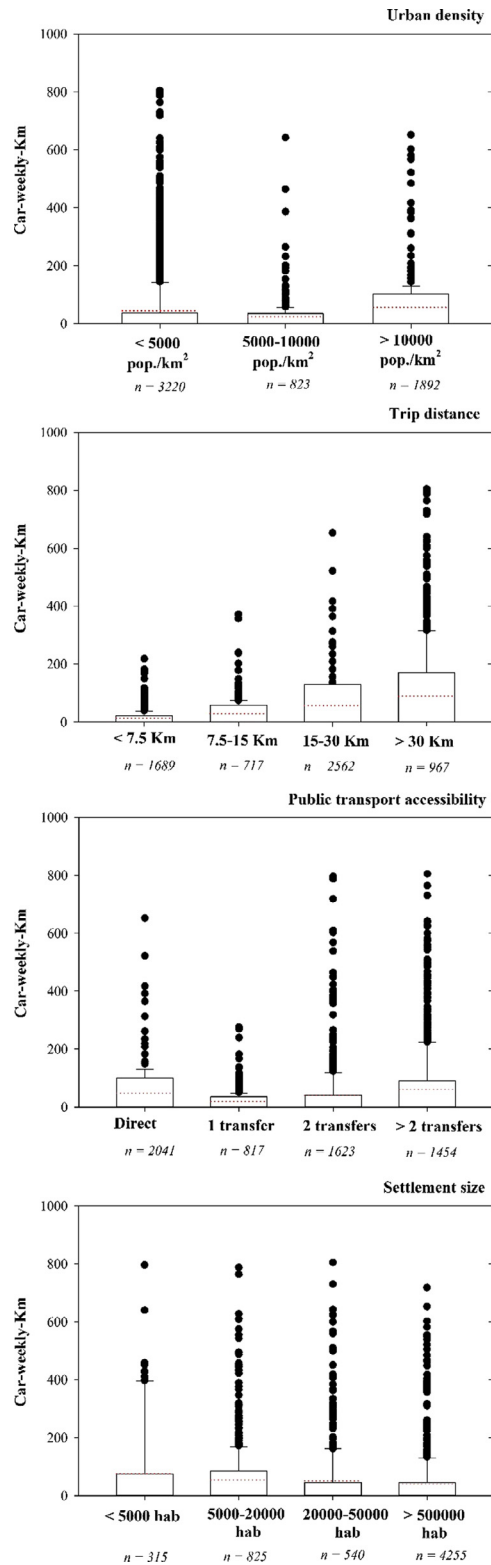 Urban density
1000
800
600
400
200
0
Car-weekly-Km
< 5000 pop./km²
5000-10000 pop./km²
> 10000 pop./km²
n = 3220
n = 823
n = 1892
Trip distance
1000
800
600
400
200
0
Car-weekly-Km
< 7.5 Km
7.5-15 Km
15-30 Km
> 30 Km
n = 1689
n = 717
n 2562
n = 967
Public transport accessibility
1000
800
600
400
200
0
Car-weekly-Km
Direct
1 transfer
2 transfers
> 2 transfers
n = 2041
n = 817
n = 1623
n = 1454
Settlement size
1000
800
600
400
200
0
Car-weekly-Km
< 5000 hab
5000-20000 hab
20000-50000 hab
> 500000 hab
n = 315
n = 825
n = 540
n = 4255